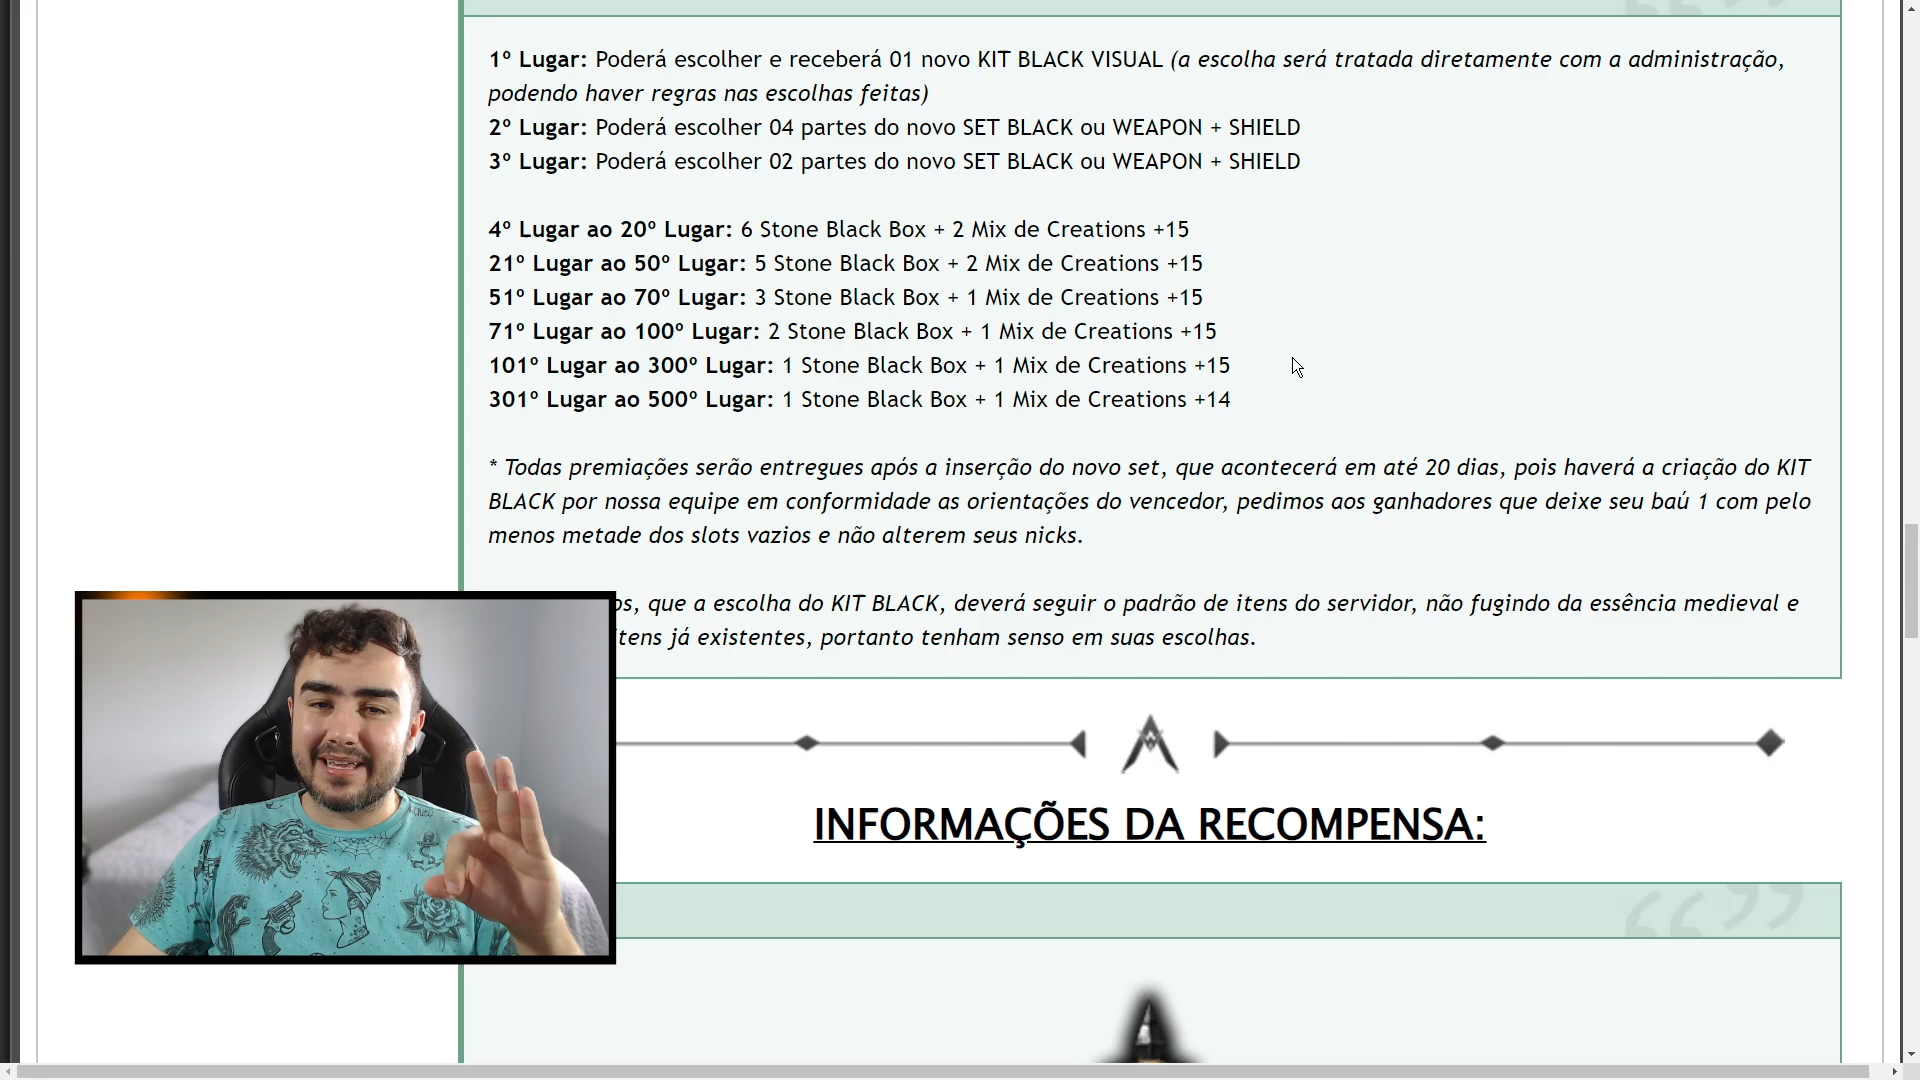 1º Lugar: Poderá escolher e receberá 01 novo KIT BLACK VISUAL (a escolha será tratada diretamente com a administração,
podendo haver regras nas escolhas feitas)
2º Lugar: Poderá escolher 04 partes do novo SET BLACK ou WEAPON + SHIELD
3º Lugar: Poderá escolher 02 partes do novo SET BLACK ou WEAPON + SHIELD
4º Lugar ao 20º Lugar: 6 Stone Black Box + 2 Mix de Creations +15
21º Lugar ao 50º Lugar: 5 Stone Black Box + 2 Mix de Creations +15
51º Lugar ao 70º Lugar: 3 Stone Black Box + 1 Mix de Creations +15
71º Lugar ao 100º Lugar: 2 Stone Black Box + 1 Mix de Creations +15
101º Lugar ao 300º Lugar: 1 Stone Black Box + 1 Mix de Creations +15
301º Lugar ao 500º Lugar: 1 Stone Black Box + 1 Mix de Creations +14
* Todas premiações serão entregues após a inserção do novo set, que acontecerá em até 20 dias, pois haverá a criação do KIT
BLACK por nossa equipe em conformidade as orientações do vencedor, pedimos aos ganhadores que deixe seu baú 1 com pelo
menos metade dos slots vazios e não alterem seus nicks.
que a escolha do KIT BLACK, deverá seguir o padrão de itens do servidor, não fugindo da essência medieval e
itens já existentes, portanto tenham senso em suas escolhas.
INFORMAÇÕES DA RECOMPENSA: